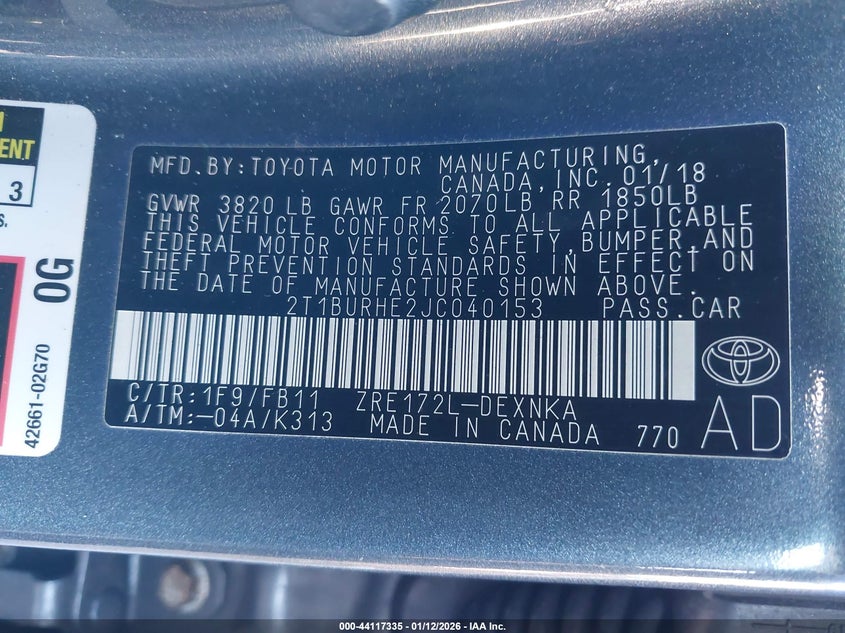 ENT
3
S.
OG
42661-02G70
MFD.BY:TOYOTA MOTOR MANUFACTURING,
CANADA,INC. 01/18
GVWR 3820 LB GAWR FR 2070LB RR 1850LB
THIS VEHICLE CONFORMS TO ALL APPLICABLE
FEDERAL MOTOR VEHICLE SAFETY,BUMPER,AND
THEFT PREVENTION STANDARDS IN EFFECT ON
THE DATE OF MANUFACTURE SHOWN ABOVE.
2T1BURHE2JC040153 PASS.CAR
C/TR:1F9/FB11 ZRE172L-DEXNKA
A/TM:-04A/K313 MADE IN CANADA 770 AD
000-44117335 - 01/12/2026 - IAA Inc.